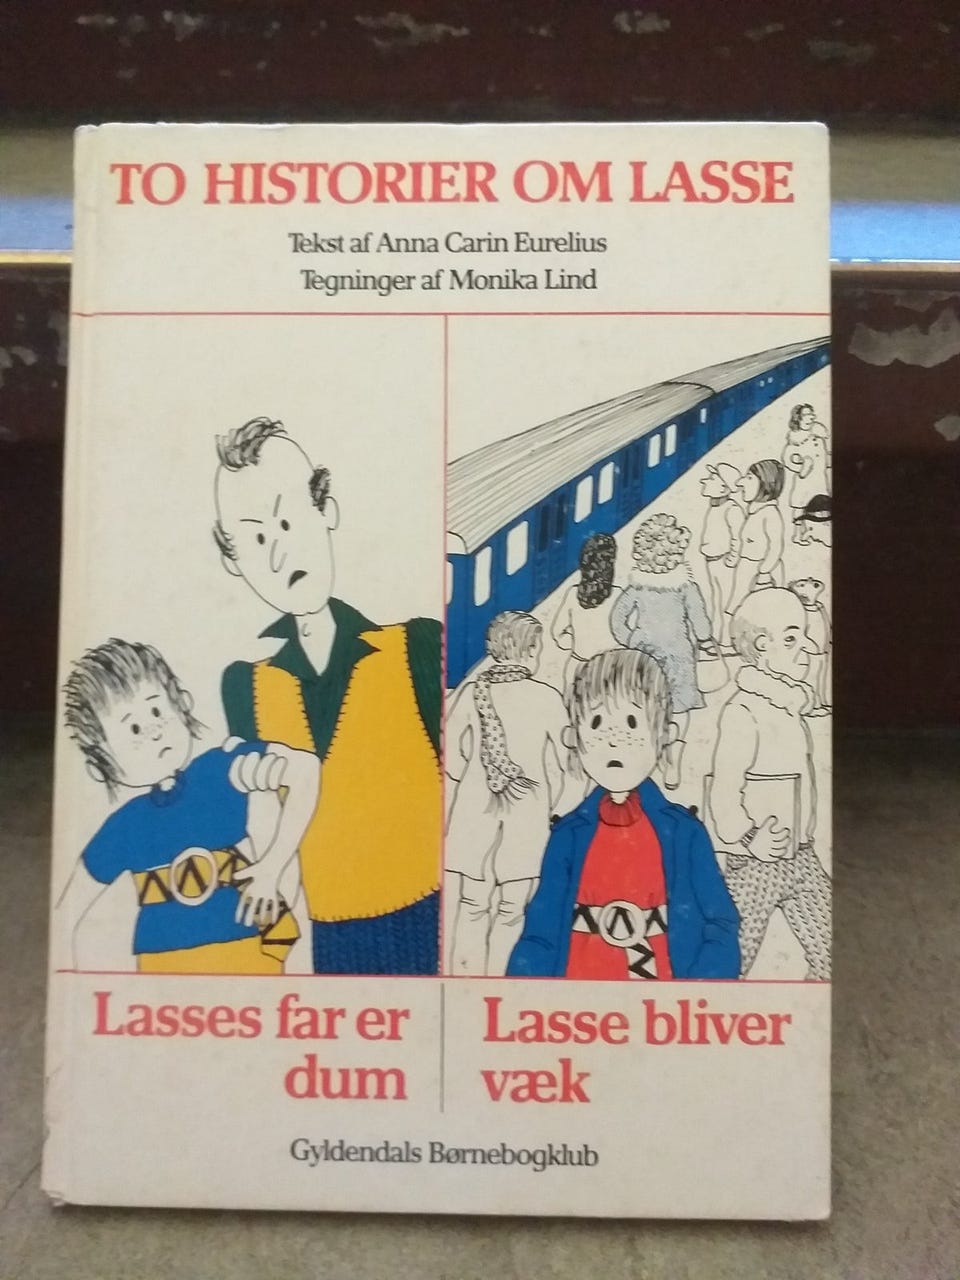 TO HISTORIER OM LASSE
Tekst af Anna Carin Eurelius
Tegninger af Monika Lind
Lasses far er
dum
Lasse bliver
væk
Gyldendals Børnebogklub